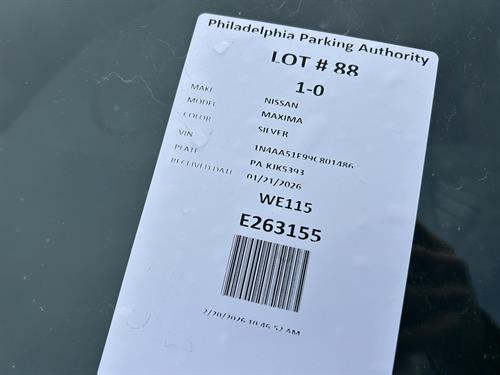 Philadelphia Parking Authority
LOT # 88
1-0
MAKE NISSAN
MODEL MAXIMA
COLOR SILVER
VIN 1N4AA51E99C801486
PLATE PA KJK5393
RECEIVED DATE 01/21/2026
WE115
E263155
2/20/2026 10:46:52 AM